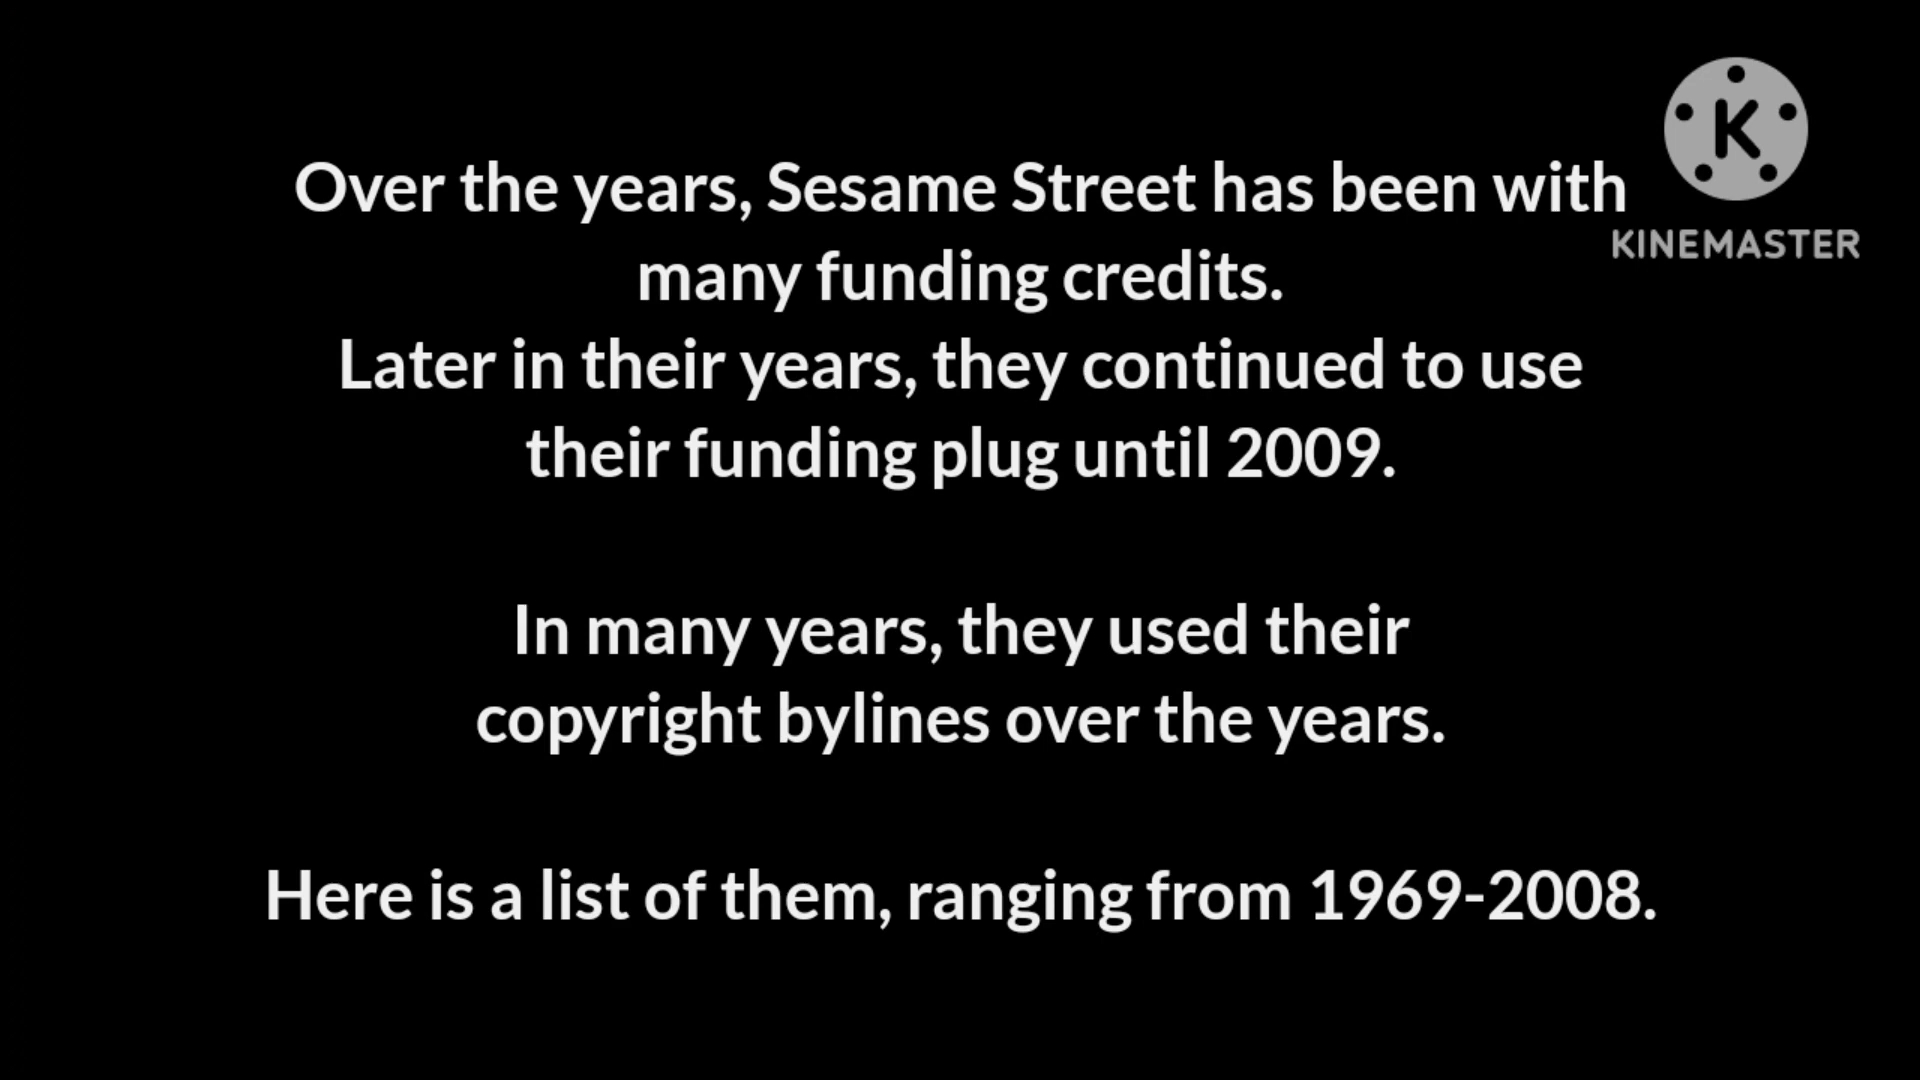 Over the years, Sesame Street has been with
many funding credits.
Later in their years, they continued to use
their funding plug until 2009.
In many years, they used their
copyright bylines over the years.
Here is a list of them, ranging from 1969-2008.
K
KINEMASTER